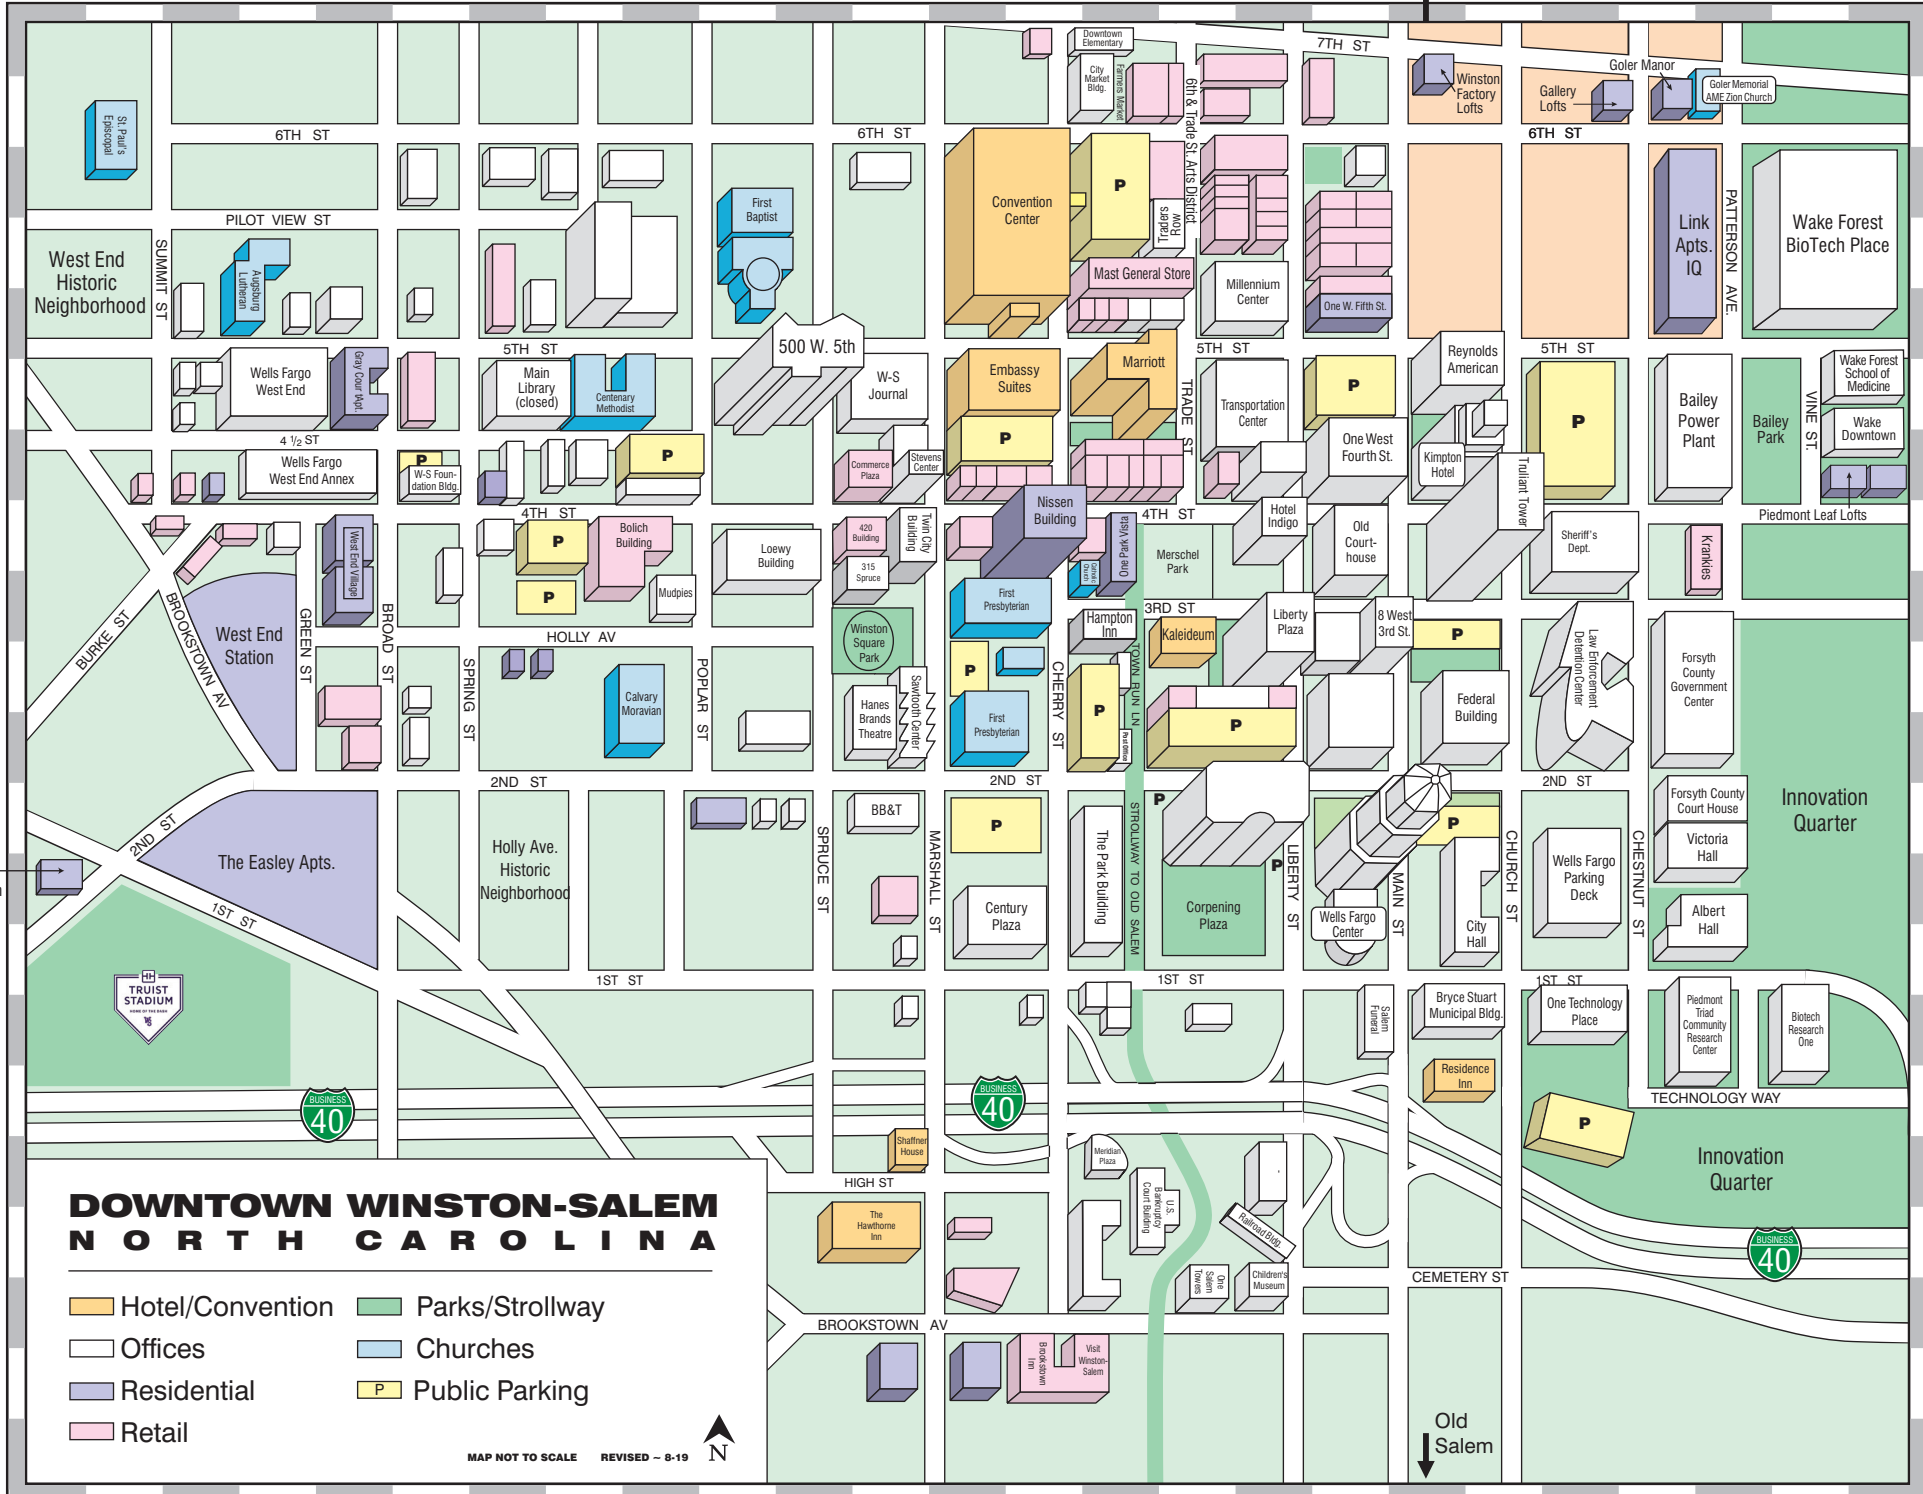 7TH ST
Downtown
Elementary
City
Market
Bldg.
Farmers Market
6th & Trade St. Arts District
Winston
Factory
Lofts
Gallery
Lofts
Goler Manor
Goler Memorial
AME Zion Church
St. Paul's
Episcopal
6TH ST
6TH ST
6TH ST
PILOT VIEW ST
West End
Historic
Neighborhood
SUMMIT ST
Augsburg
Lutheran
First
Baptist
Convention
Center
P
Traders
Row
Mast General Store
Millennium
Center
One W. Fifth St.
Link
Apts.
IQ
PATTERSON AVE.
Wake Forest
BioTech Place
5TH ST
5TH ST
5TH ST
500 W. 5th
Wells Fargo
West End
Gray Court Apt.
Main
Library
(closed)
Centenary
Methodist
W-S
Journal
Embassy
Suites
P
Marriott
TRADE ST
Transportation
Center
P
Reynolds
American
P
Bailey
Power
Plant
Bailey
Park
VINE ST.
Wake Forest
School of
Medicine
Wake
Downtown
Piedmont Leaf Lofts
4 1/2 ST
Wells Fargo
West End Annex
P
W-S Foun-
dation Bldg.
P
Commerce
Plaza
Stevens
Center
One West
Fourth St.
Kimpton
Hotel
Truliant Tower
4TH ST
4TH ST
Nissen
Building
One Park Vista
Catholic
Church
Merschel
Park
Hotel
Indigo
Old
Court-
house
Sheriff's
Dept.
Krankies
West End Village
P
P
Bolich
Building
Mudpies
Loewy
Building
420
Building
Twin City
Building
315
Spruce
First
Presbyterian
BURKE ST
BROOKSTOWN AV
West End
Station
GREEN ST
BROAD ST
HOLLY AV
SPRING ST
Calvary
Moravian
POPLAR ST
Winston
Square
Park
Hanes
Brands
Theatre
Sawtooth Center
P
First
Presbyterian
CHERRY ST
3RD ST
Hampton
Inn
TOWN RUN LN
P
Post Office
Kaleideum
Liberty
Plaza
8 West
3rd St.
P
P
Federal
Building
Law Enforcement
Detention Center
Forsyth
County
Government
Center
2ND ST
2ND ST
2ND ST
2ND ST
The Easley Apts.
1ST ST
Holly Ave.
Historic
Neighborhood
SPRUCE ST
BB&T
MARSHALL ST
P
Century
Plaza
The Park Building
STROLLWAY TO OLD SALEM
P
P
Corpening
Plaza
LIBERTY ST
Wells Fargo
Center
MAIN ST
P
City
Hall
CHURCH ST
Wells Fargo
Parking
Deck
CHESTNUT ST
Forsyth County
Court House
Victoria
Hall
Albert
Hall
Innovation
Quarter
TRUIST
STADIUM
HOME OF THE DASH
1ST ST
1ST ST
1ST ST
Salem
Funeral
Bryce Stuart
Municipal Bldg.
One Technology
Place
Piedmont
Triad
Community
Research
Center
Biotech
Research
One
Residence
Inn
TECHNOLOGY WAY
BUSINESS
40
BUSINESS
40
P
Innovation
Quarter
BUSINESS
40
Shaffner
House
HIGH ST
The
Hawthorne
Inn
Meridian
Plaza
U.S.
Bankruptcy
Court Building
Railroad Bldg.
One
Salem
Towers
Children's
Museum
CEMETERY ST
BROOKSTOWN AV
Brookstown
Inn
Visit
Winston-
Salem
Old
Salem
DOWNTOWN WINSTON-SALEM
NORTH CAROLINA
Hotel/Convention
Offices
Residential
Retail
Parks/Strollway
Churches
P Public Parking
MAP NOT TO SCALE REVISED ~ 8-19
N